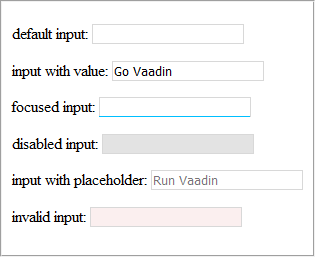 default input:
input with value: Go Vaadin
focused input:
disabled input:
input with placeholder: Run Vaadin
invalid input: